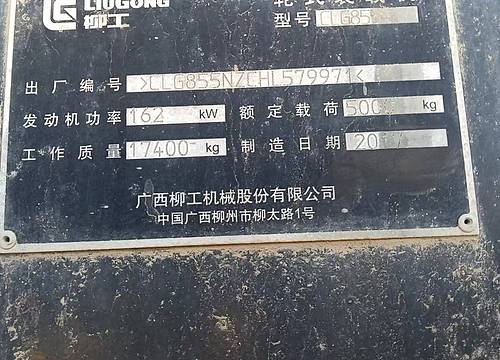 LIUGONG
柳工
型号 CLG85
出厂编号 >CLG855NZCHL579971<
发动机功率 162 kW 额定载荷 500 kg
工作质量 17400 kg 制造日期 20
广西柳工机械股份有限公司
中国广西柳州市柳太路1号